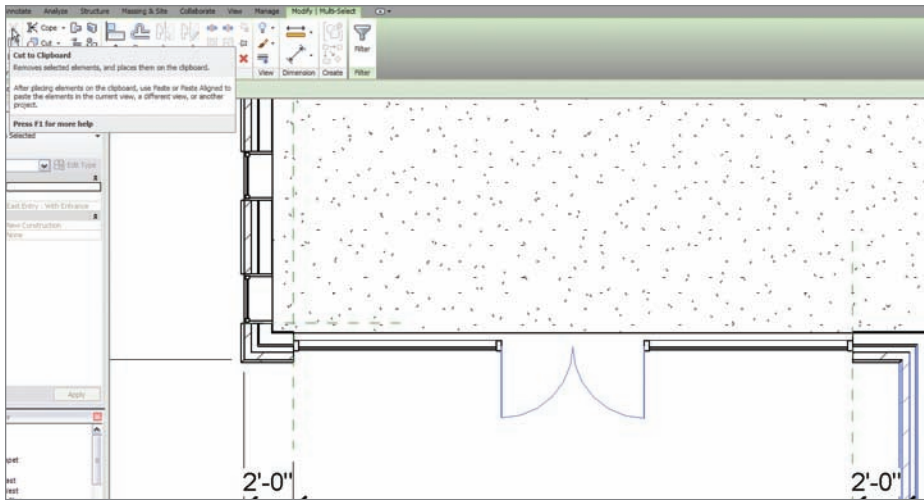 Annotate Analyze Structure Massing & Site Collaborate View Manage Modify | Multi-Select
Cope
Cut
View Dimension Create Filter
Filter
Cut to Clipboard
Removes selected elements, and places them on the clipboard.
After placing elements on the clipboard, use Paste or Paste Aligned to
paste the elements in the current view, a different view, or another
project.
Press F1 for more help
Selected
Edit Type
East Entry - With Entrance
New Construction
None
Apply
2'-0" 2'-0"